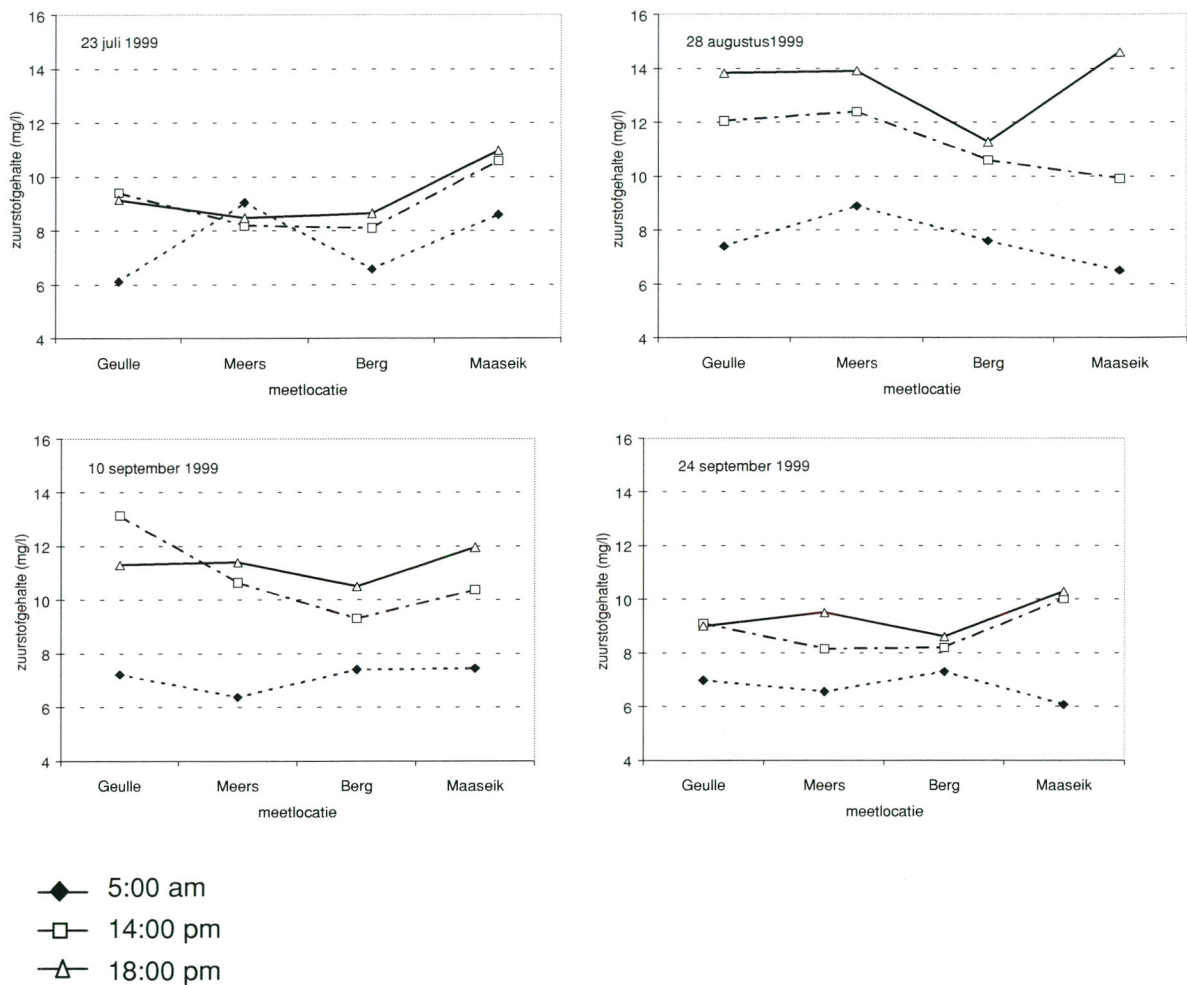 23 juli 1999
zuurstofgehalte (mg/l)
16
14
12
10
8
6
4
Geulle Meers Berg Maaseik
meetlocatie
28 augustus1999
zuurstofgehalte (mg/l)
16
14
12
10
8
6
4
Geulle Meers Berg Maaseik
meetlocatie
10 september 1999
zuurstofgehalte (mg/l)
16
14
12
10
8
6
4
Geulle Meers Berg Maaseik
meetlocatie
24 september 1999
zuurstofgehalte (mg/l)
16
14
12
10
8
6
4
Geulle Meers Berg Maaseik
meetlocatie
5:00 am
14:00 pm
18:00 pm